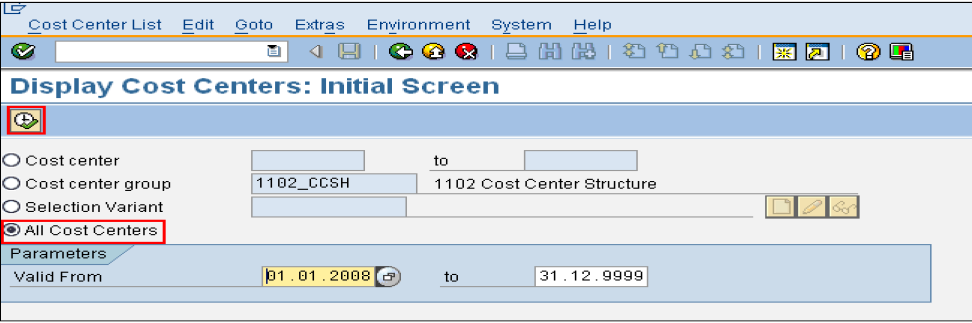 Cost Center List Edit Goto Extras Environment System Help
Display Cost Centers: Initial Screen
Cost center to
Cost center group 1102_CCSH 1102 Cost Center Structure
Selection Variant
All Cost Centers
Parameters
Valid From 01.01.2008 to 31.12.9999